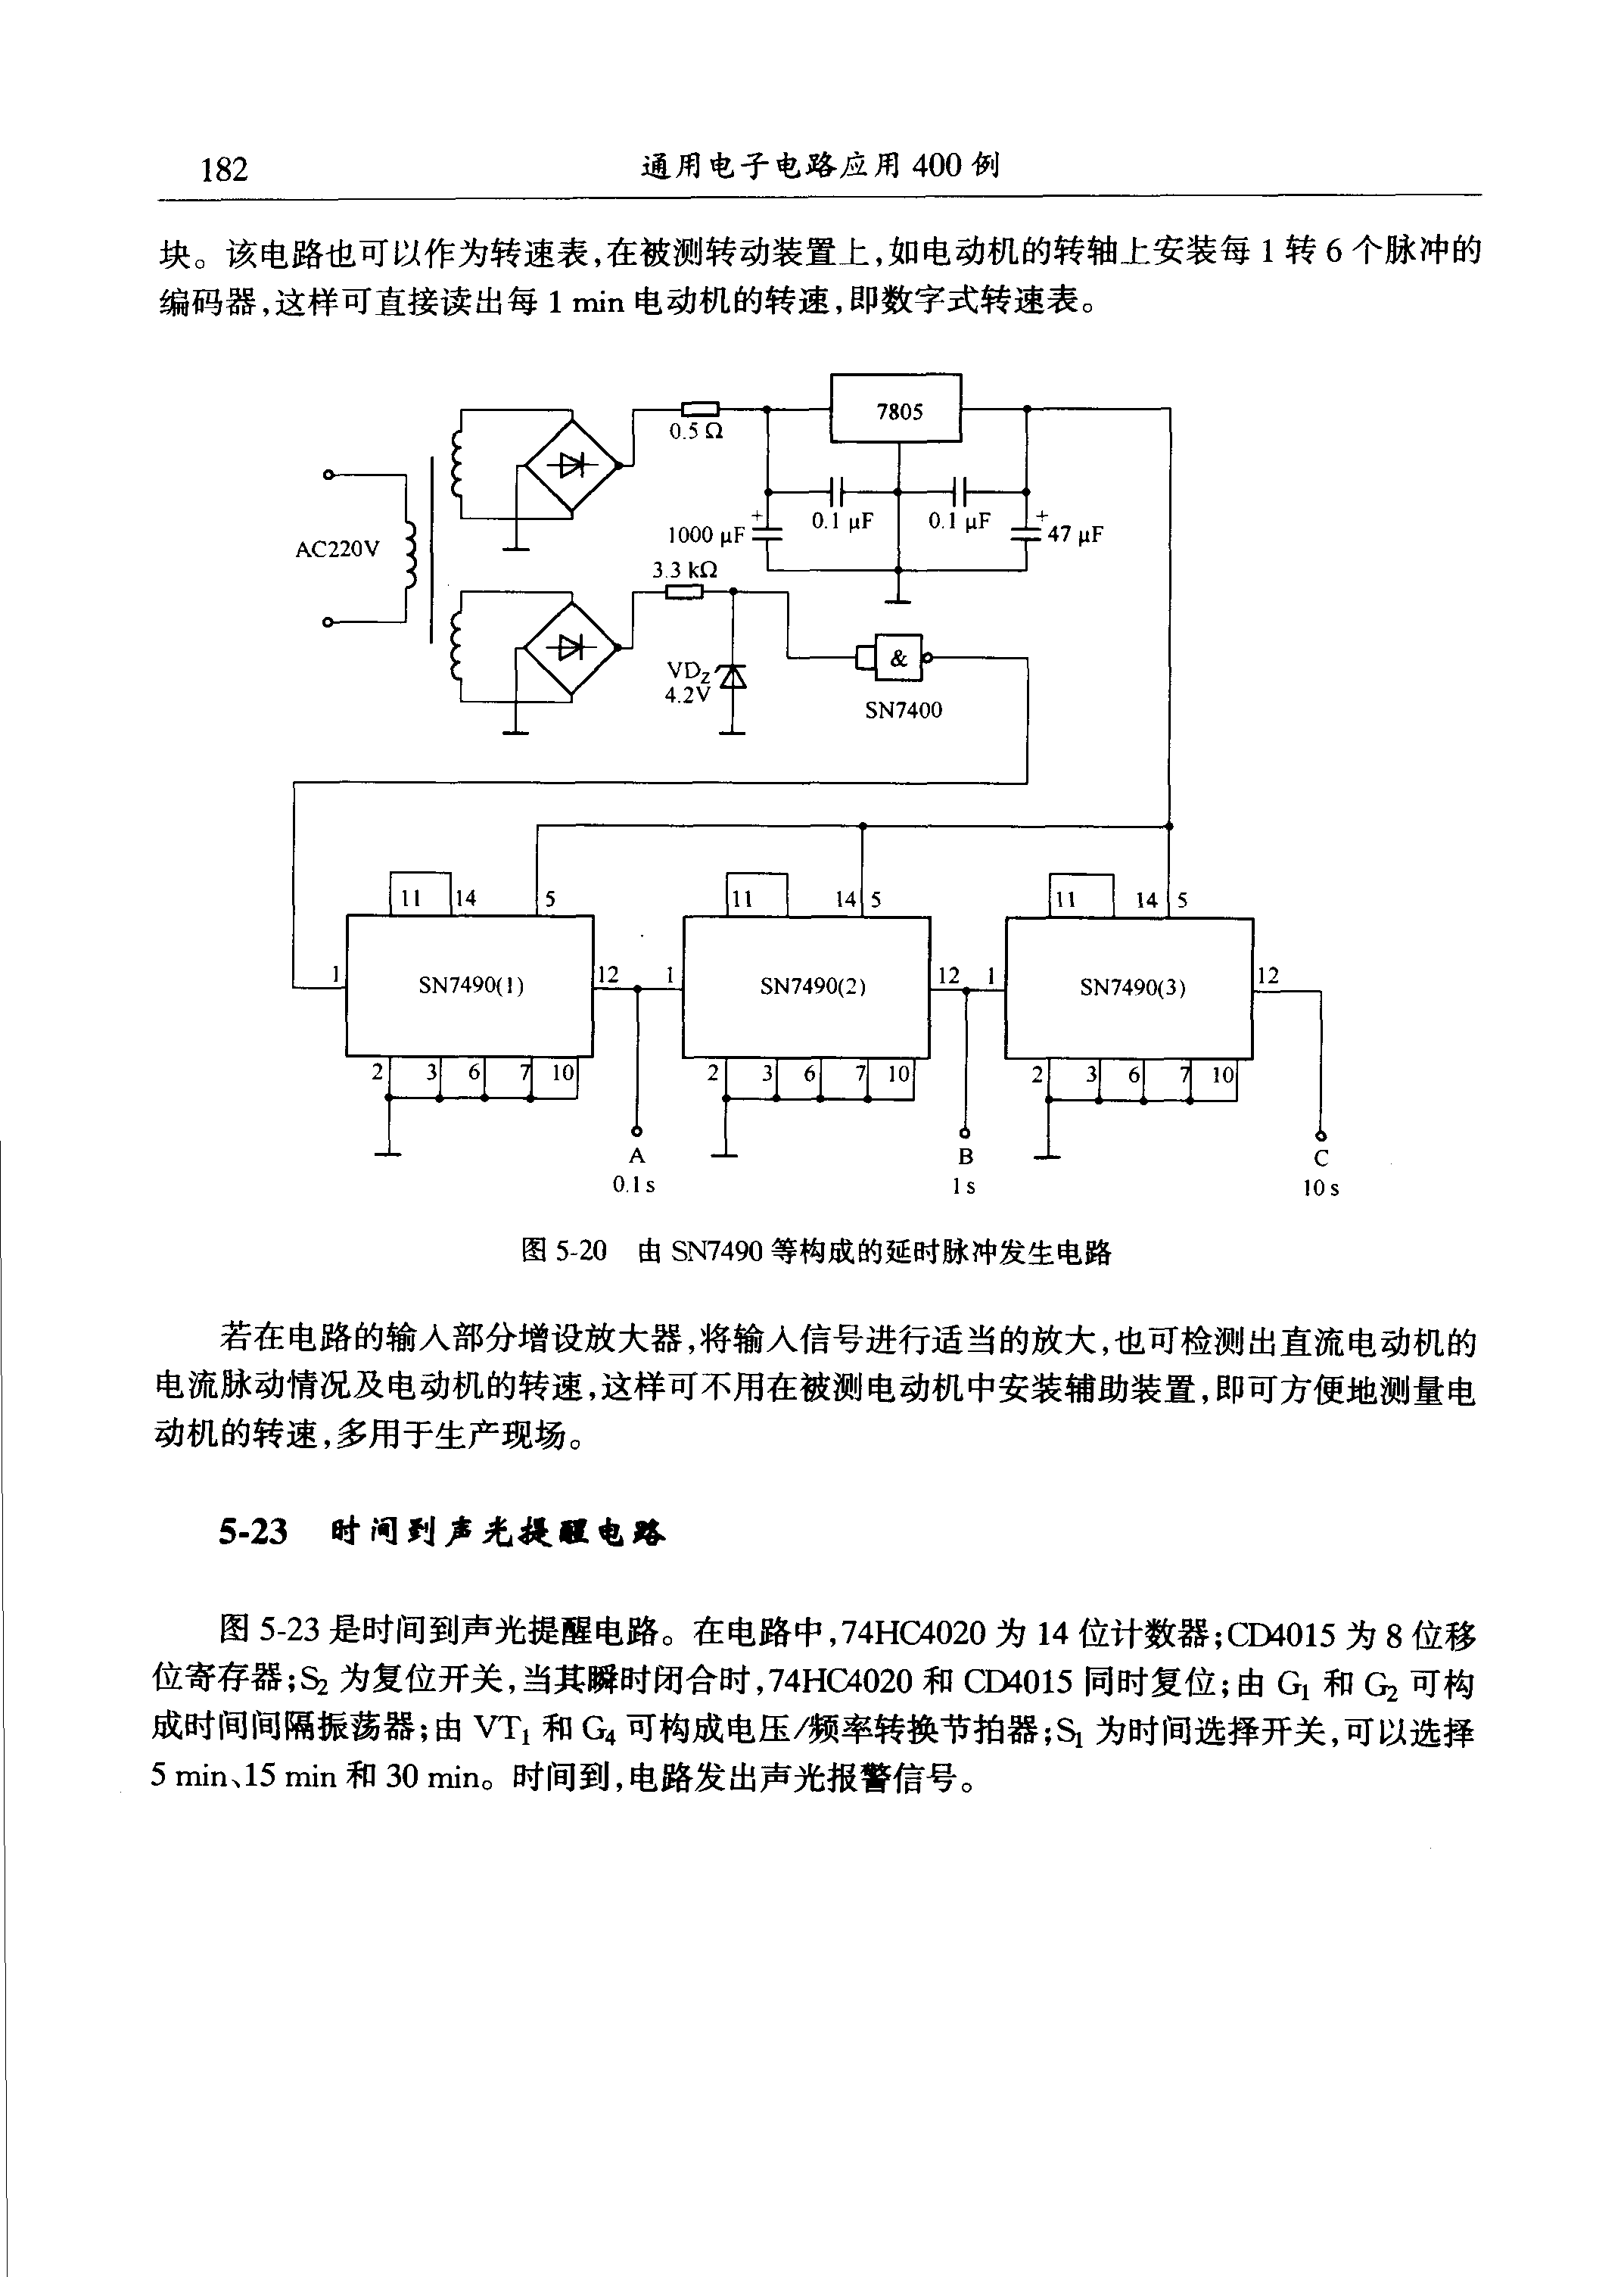 182
通用电子电路应用 400 例
块。该电路也可以作为转速表,在被测转动装置上,如电动机的转轴上安装每 1 转 6 个脉冲的
编码器,这样可直接读出每 1 min 电动机的转速,即数字式转速表。
7805
0.5 Ω
0.1 μF
0.1 μF
+
1000 μF
+
47 μF
AC220V
3.3 kΩ
&
VDZ
4.2V
SN7400
11
14
5
11
14
5
11
14
5
1
SN7490(1)
12
1
SN7490(2)
12
1
SN7490(3)
12
2
3
6
7
10
2
3
6
7
10
2
3
6
7
10
A
B
C
0.1 s
1 s
10 s
图 5-20 由 SN7490 等构成的延时脉冲发生电路
若在电路的输入部分增设放大器,将输入信号进行适当的放大,也可检测出直流电动机的
电流脉动情况及电动机的转速,这样可不用在被测电动机中安装辅助装置,即可方便地测量电
动机的转速,多用于生产现场。
5-23 时间到声光提醒电路
图 5-23 是时间到声光提醒电路。在电路中,74HC4020 为 14 位计数器;CD4015 为 8 位移
位寄存器;S2 为复位开关,当其瞬时闭合时,74HC4020 和 CD4015 同时复位;由 G1 和 G2 可构
成时间间隔振荡器;由 VT1 和 G4 可构成电压/频率转换节拍器;S1 为时间选择开关,可以选择
5 min、15 min 和 30 min。时间到,电路发出声光报警信号。